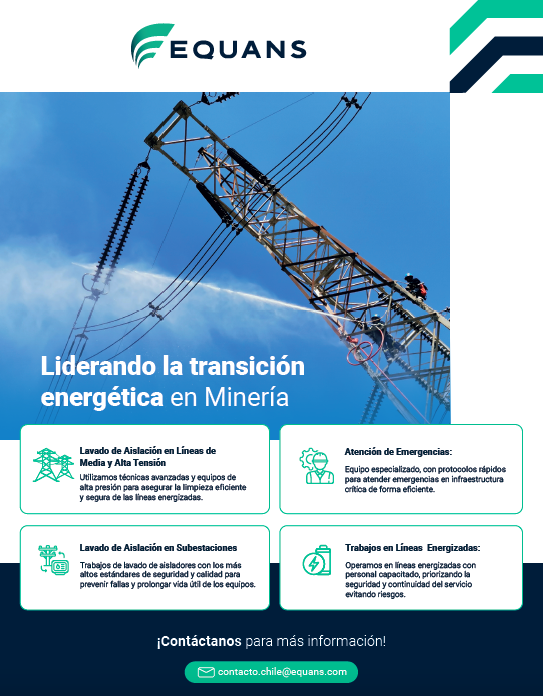 EQUANS
Liderando la transición
energética en Minería
Lavado de Aislación en Líneas de
Media y Alta Tensión
Utilizamos técnicas avanzadas y equipos de
alta presión para asegurar la limpieza eficiente
y segura de las líneas energizadas.
Atención de Emergencias:
Equipo especializado, con protocolos rápidos
para atender emergencias en infraestructura
crítica de forma eficiente.
Lavado de Aislación en Subestaciones
Trabajos de lavado de aisladores con los más
altos estándares de seguridad y calidad para
prevenir fallas y prolongar vida útil de los equipos.
Trabajos en Líneas Energizadas:
Operamos en líneas energizadas con
personal capacitado, priorizando la
seguridad y continuidad del servicio
evitando riesgos.
¡Contáctanos para más información!
contacto.chile@equans.com